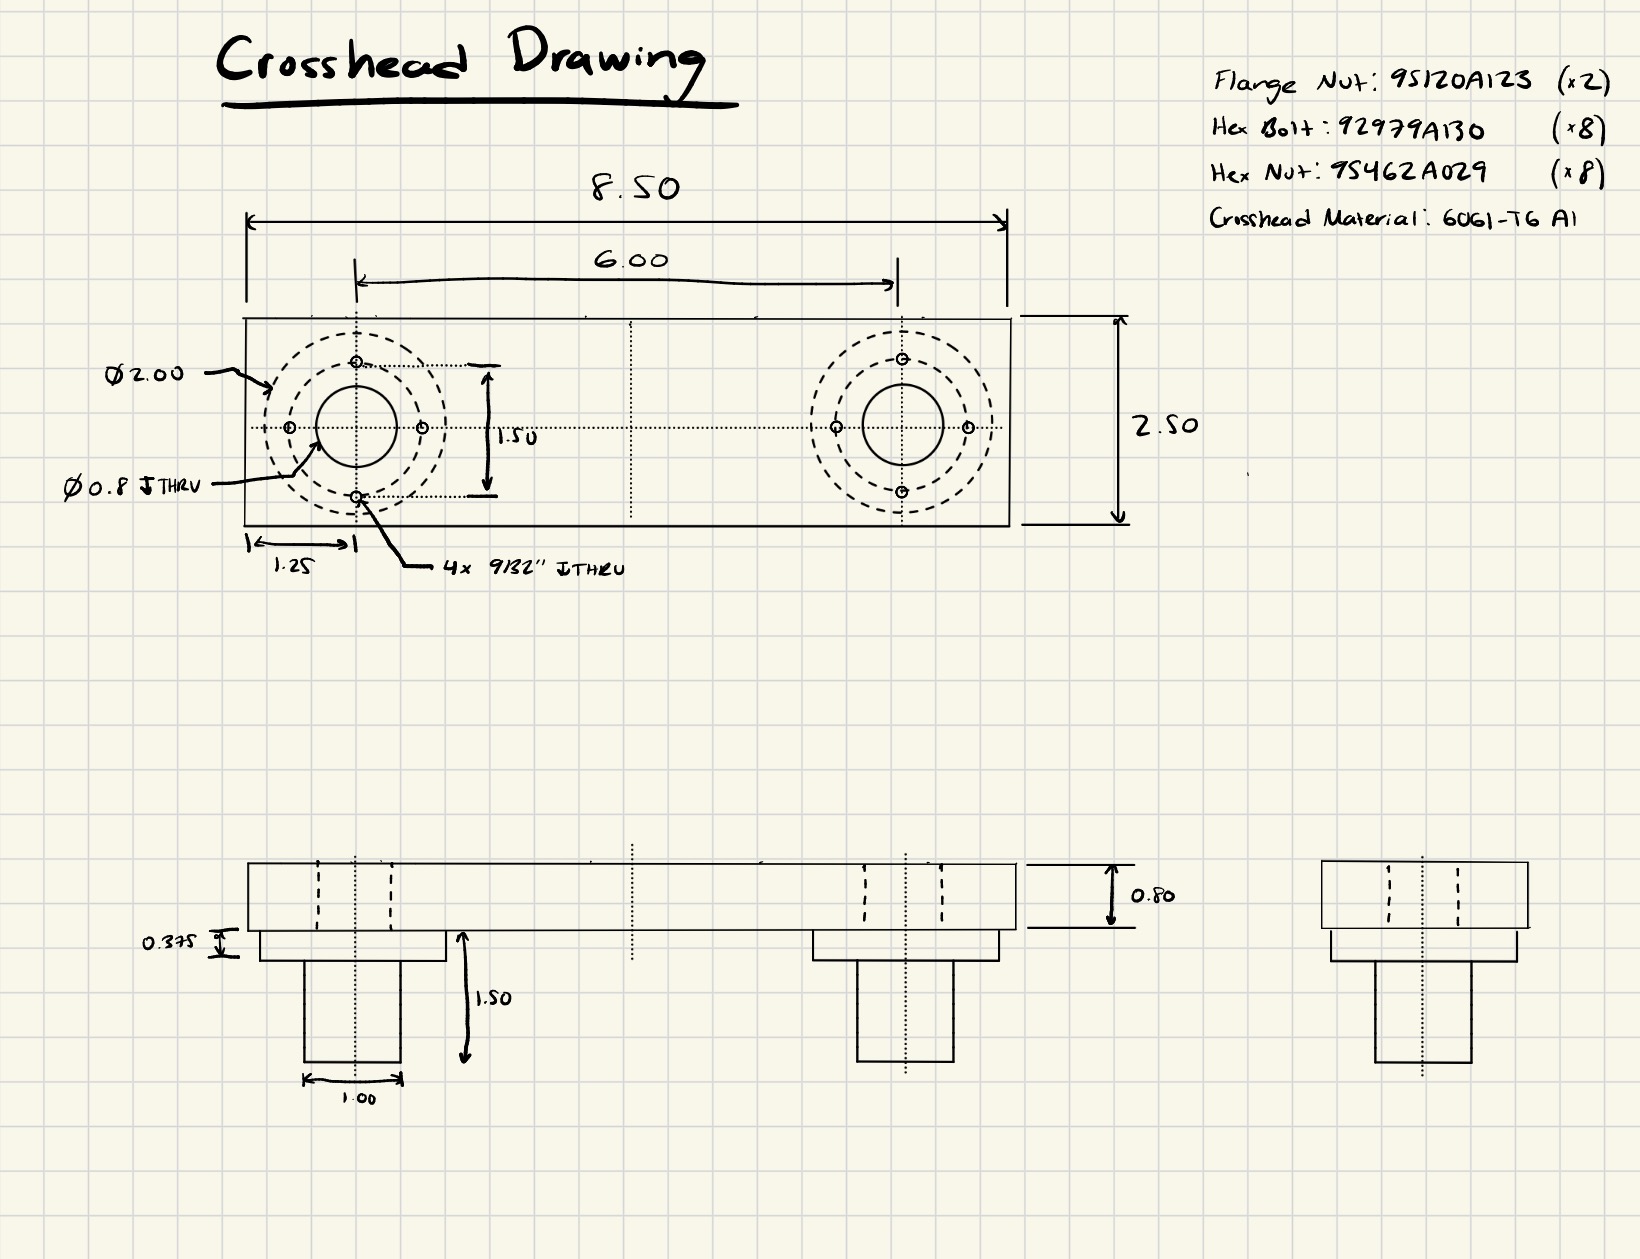 Crosshead Drawing
Flange Nut: 95120A123 (x2)
Hex Bolt: 92979A130 (x8)
Hex Nut: 95462A029 (x8)
Crosshead Material: 6061-T6 Al
8.50
6.00
Ø2.00
1.50
2.50
Ø0.8 ↧ THRU
1.25
4x 9/32" ↧ THRU
0.80
0.375
1.50
1.00